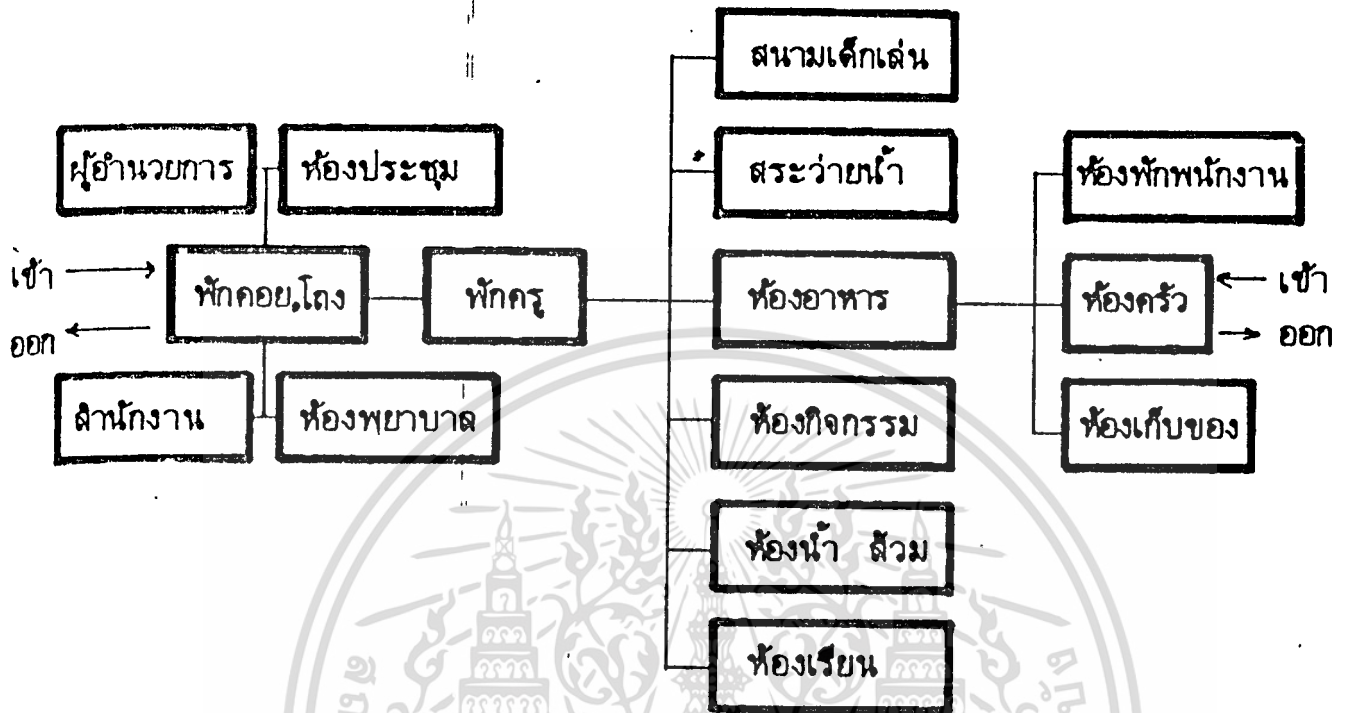 สนามเด็กเล่น
ผู้อำนวยการ
ห้องประชุม
สระว่ายน้ำ
ห้องพักพนักงาน
เข้า
ออก
พักคอย,โถง
พักครู
ห้องอาหาร
ห้องครัว
เข้า
ออก
สำนักงาน
ห้องพยาบาล
ห้องกิจกรรม
ห้องเก็บของ
ห้องน้ำ ส้วม
ห้องเรียน